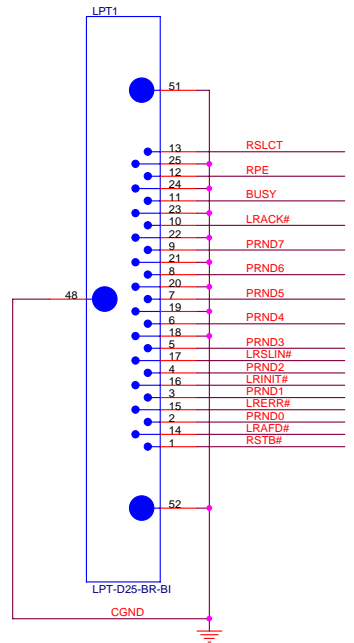 LPT1
51
13 RSLCT
25
12 RPE
24
11 BUSY
23
10 LRACK#
22
9 PRND7
21
8 PRND6
20
48 7 PRND5
19
6 PRND4
18
5 PRND3
17 LRSLIN#
4 PRND2
16 LRINIT#
3 PRND1
15 LRERR#
2 PRND0
14 LRAFD#
1 RSTB#
52
LPT-D25-BR-BI
CGND